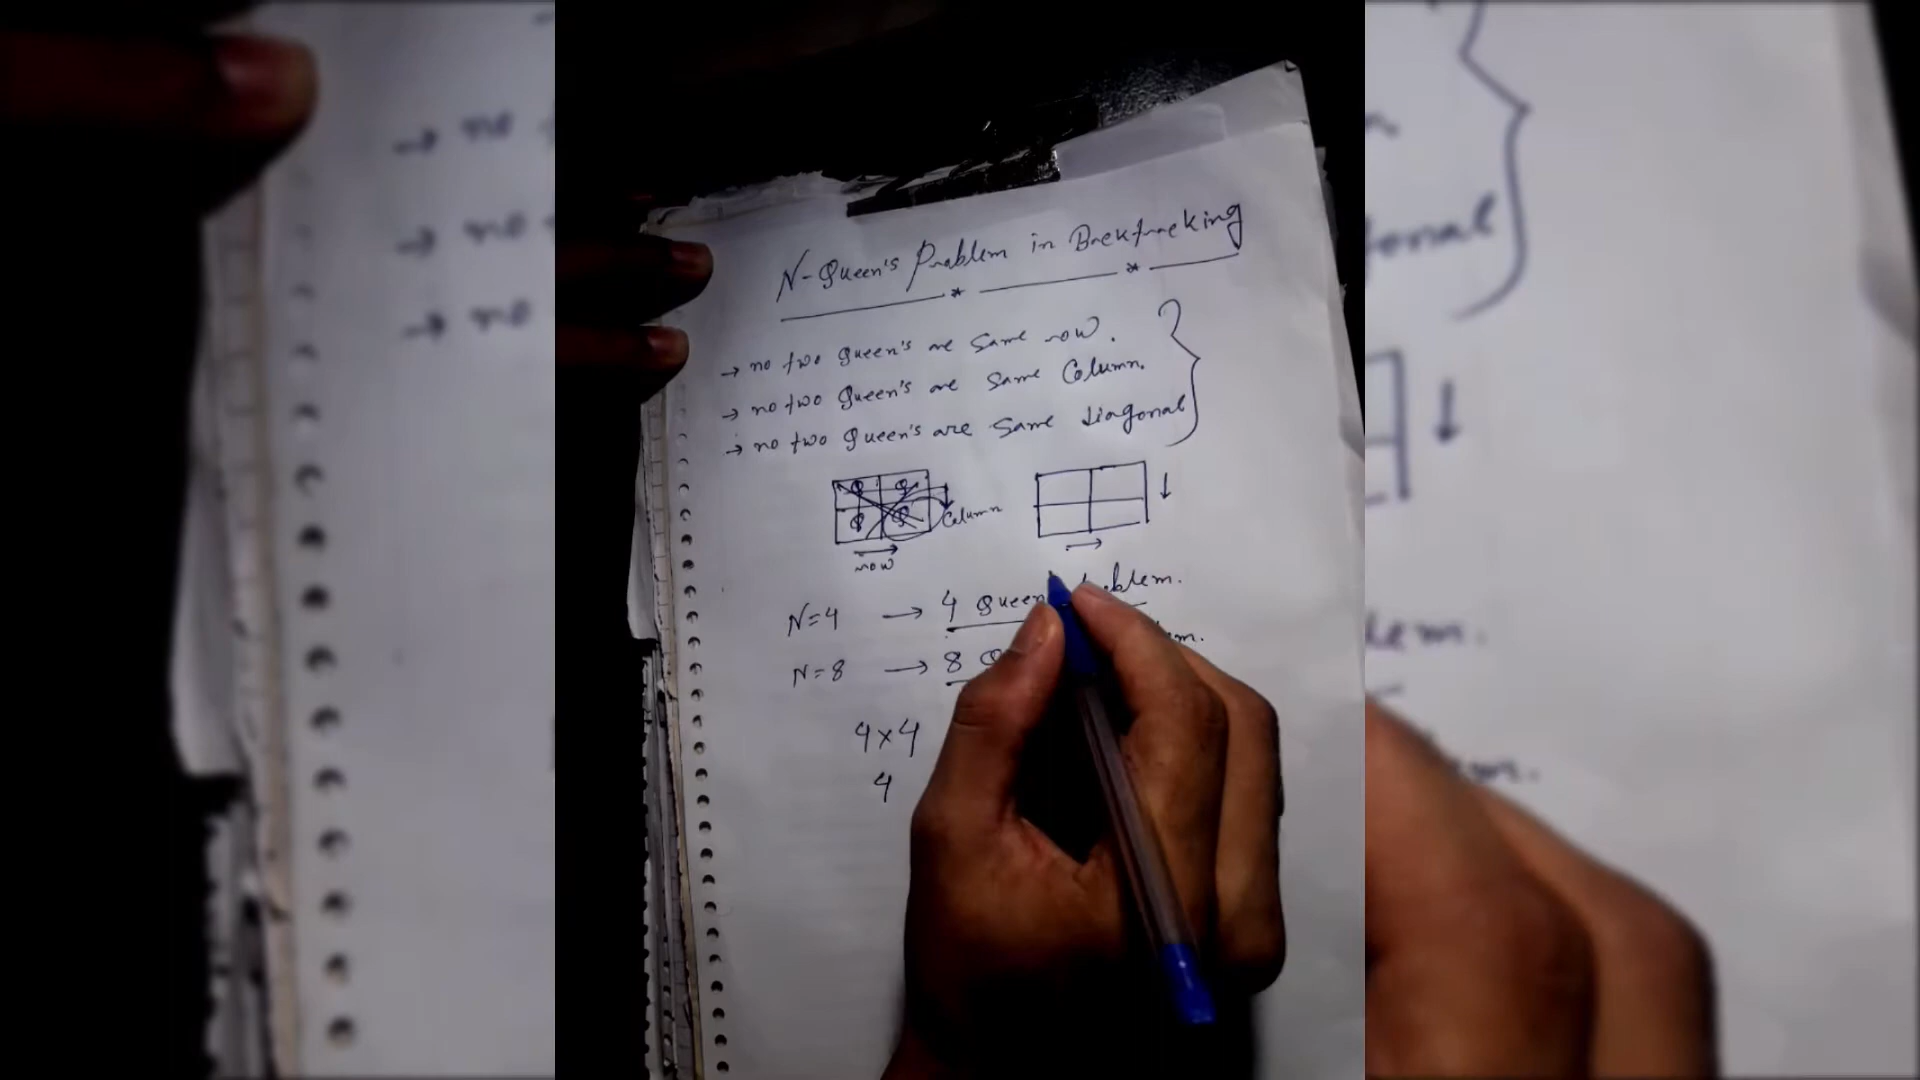 N-Queen's Problem in Backtracking
→ no two Queen's are Same row.
→ no two Queen's are Same Column.
→ no two Queen's are Same diagonal
Q Q
Q Q
Column
row
N=4 → 4 Queen Problem.
N=8 → 8 Q
4×4
4